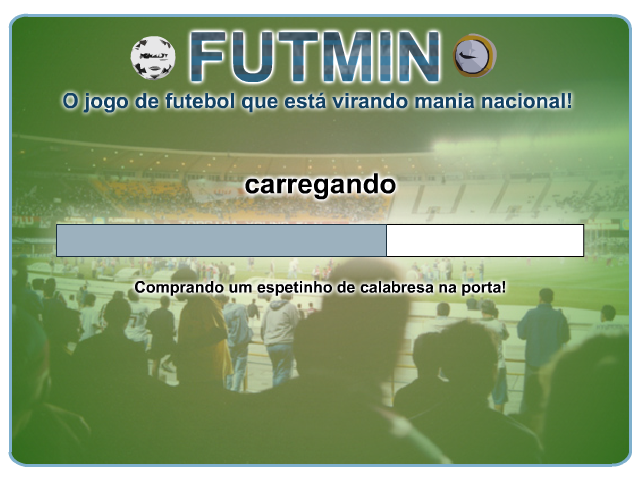 FUTMIN
O jogo de futebol que está virando mania nacional!
carregando
Comprando um espetinho de calabresa na porta!